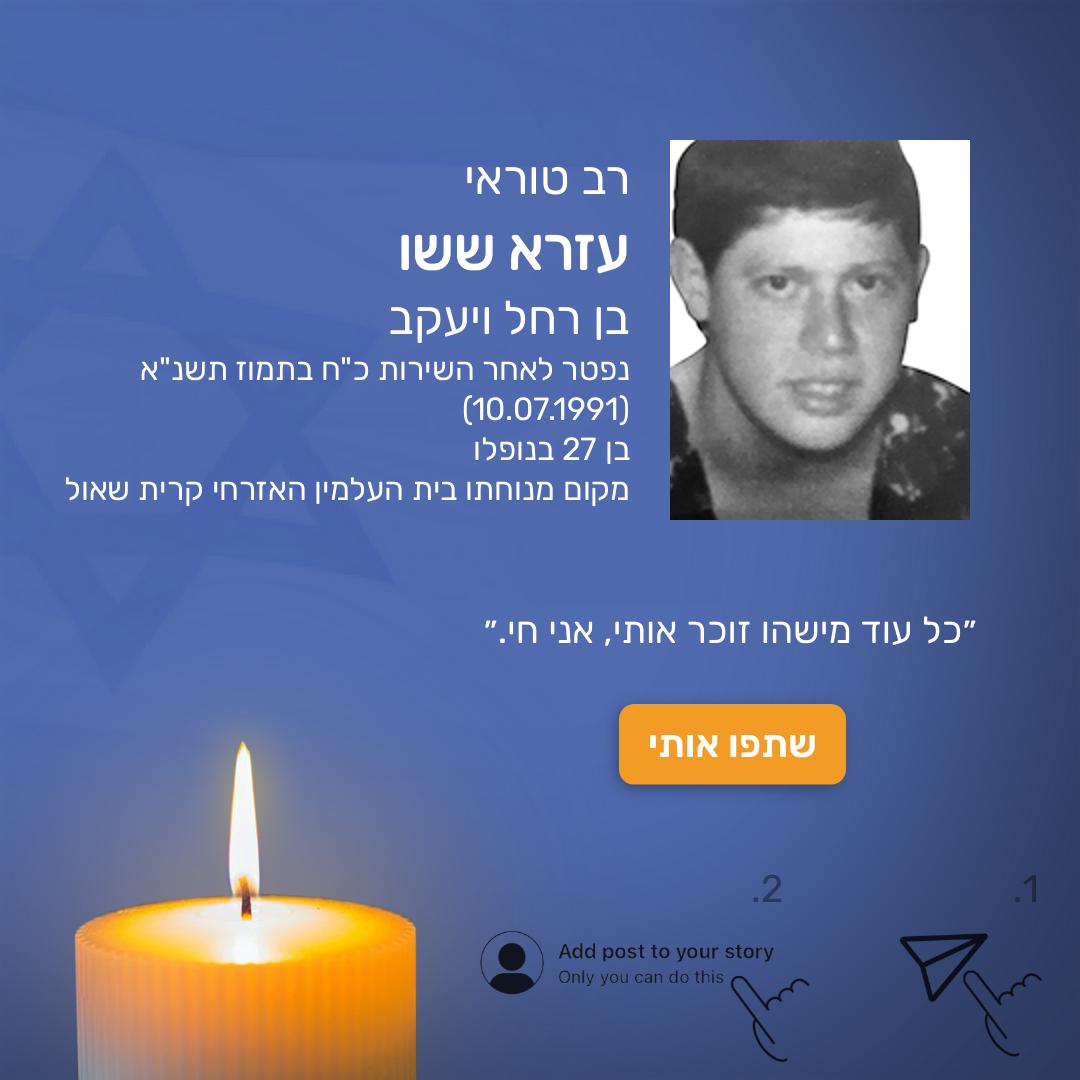 רב טוראי
עזרא ששו
בן רחל ויעקב
נפטר לאחר השירות כ"ח בתמוז תשנ"א
(10.07.1991)
בן 27 בנופלו
מקום מנוחתו בית העלמין האזרחי קרית שאול
״כל עוד מישהו זוכר אותי, אני חי.״
שתפו אותי
1.
2.
Add post to your story
Only you can do this